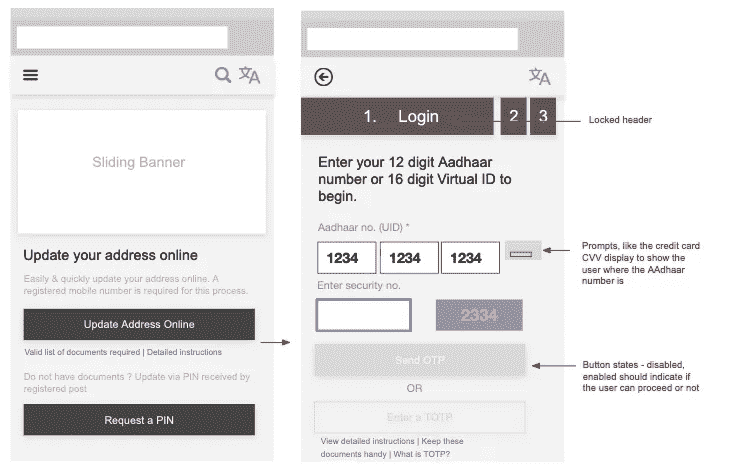 Sliding Banner
Update your address online
Easily & quickly update your address online. A
registered mobile number is required for this process.
Update Address Online
Valid list of documents required | Detailed instructions
Do not have documents ? Update via PIN received by
registered post
Request a PIN
文A
文A
1. Login 2 3
Enter your 12 digit Aadhaar
number or 16 digit Virtual ID to
begin.
Aadhaar no. (UID) *
1234 1234 1234
Enter security no.
2334
Send OTP
OR
Enter a TOTP
View detailed instructions | Keep these
documents handy | What is TOTP?
Locked header
Prompts, like the credit card
CVV display to show the
user where the AAdhaar
number is
Button states - disabled,
enabled should indicate if
the user can proceed or not